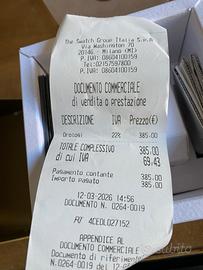 The Swatch Group Italia S.p.A
Via Washington 70
20146 - Milano (MI)
P.IVA: 08604100159
Tel: 02157597800
P.IVA: 08604100159
DOCUMENTO COMMERCIALE
di vendita o prestazione
DESCRIZIONE IVA Prezzo(€)
Orologi 22% 385.00
TOTALE COMPLESSIVO 385.00
di cui IVA 69.43
Pagamento contante 385.00
Importo pagato 385.00
12-03-2026 14:56
DOCUMENTO N. 0264-0019
RT 4CEDL027152
APPENDICE AL
DOCUMENTO COMMERCIALE
Documento di riferimento
N.0264-0019 del 12-03
subito